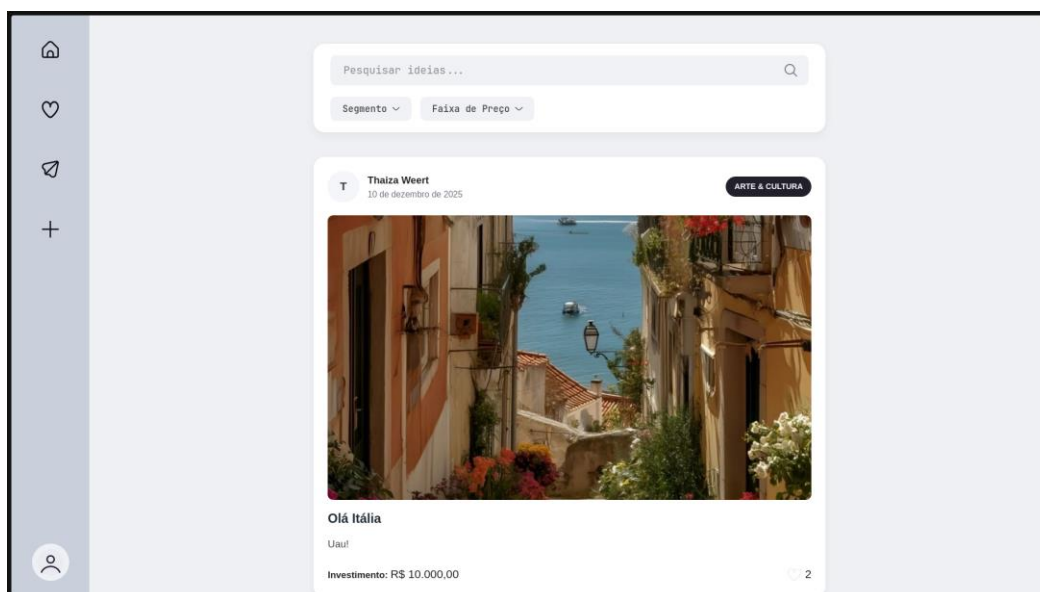 Pesquisar ideias...
Segmento
Faixa de Preço
T
Thaiza Weert
10 de dezembro de 2025
ARTE & CULTURA
Olá Itália
Uau!
Investimento: R$ 10.000,00
2